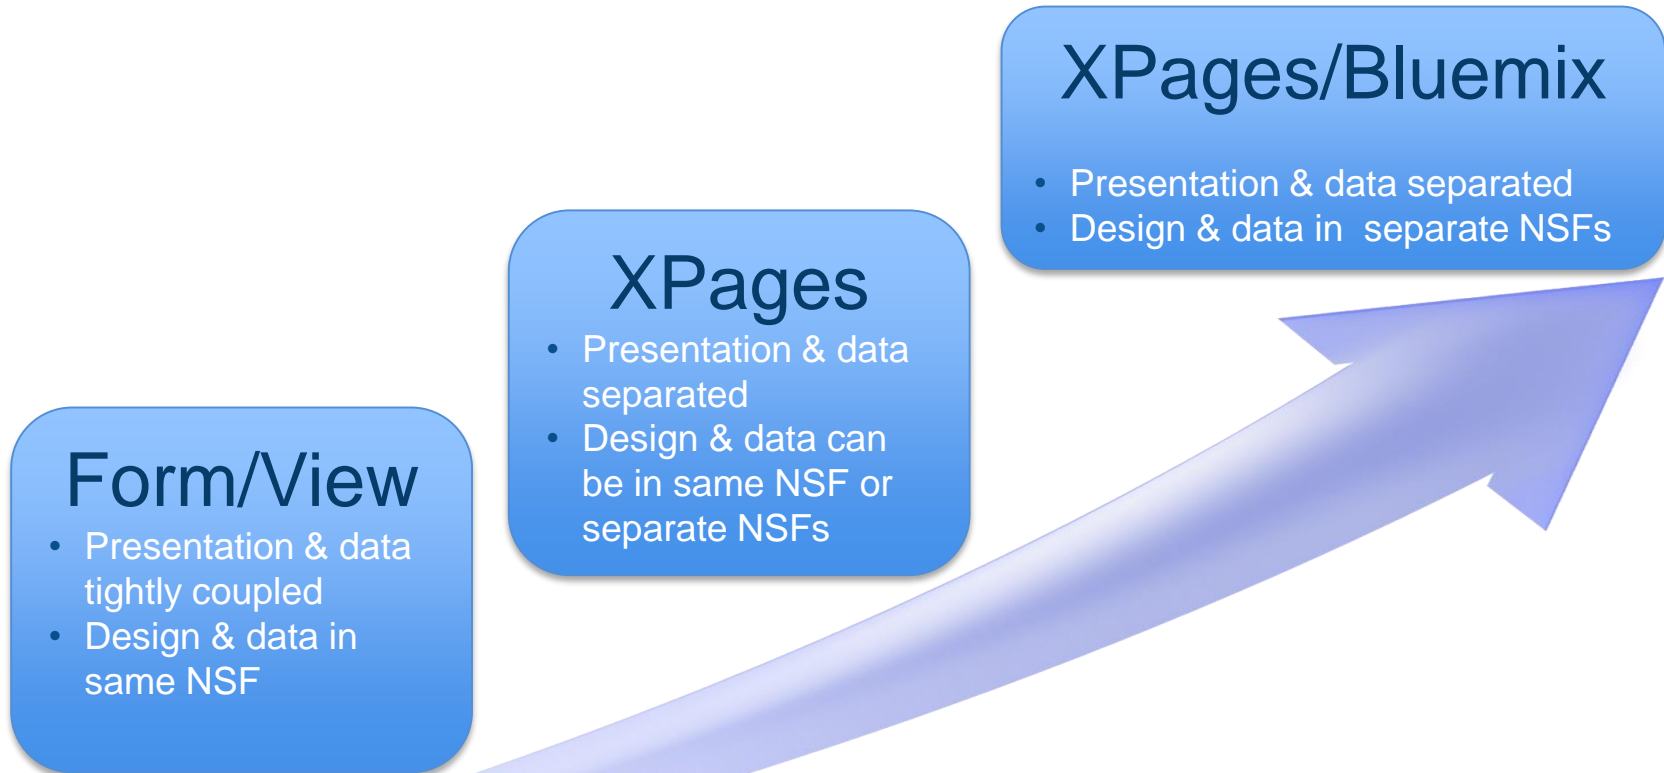 Form/View
• Presentation & data
tightly coupled
• Design & data in
same NSF
XPages
• Presentation & data
separated
• Design & data can
be in same NSF or
separate NSFs
XPages/Bluemix
• Presentation & data separated
• Design & data in  separate NSFs